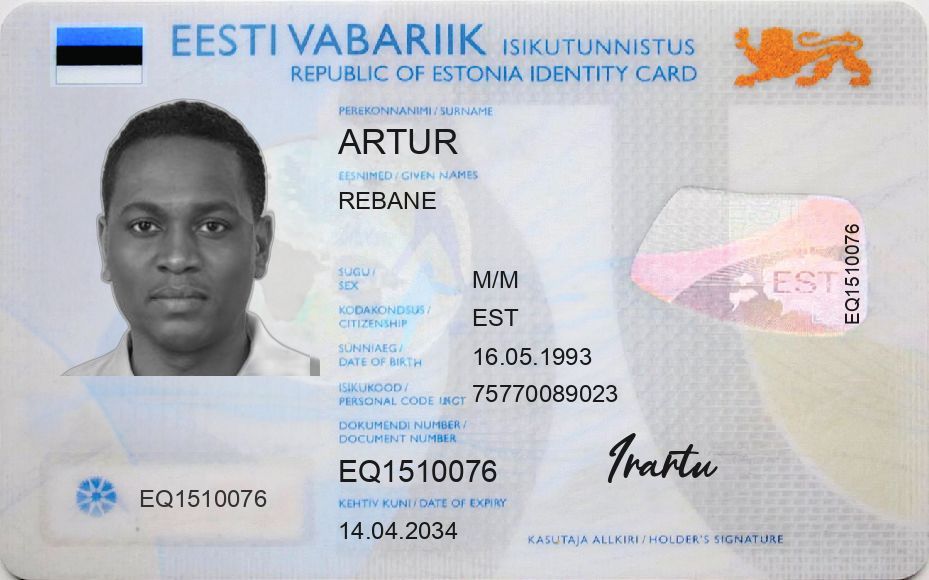 EESTI VABARIIK ISIKUTUNNISTUS
REPUBLIC OF ESTONIA IDENTITY CARD
PEREKONNANIMI / SURNAME
ARTUR
EESNIMED / GIVEN NAMES
REBANE
SUGU /
SEX
M/M
KODAKONDSUS /
CITIZENSHIP
EST
SÜNNIAEG /
DATE OF BIRTH
16.05.1993
ISIKUKOOD /
PERSONAL CODE
75770089023
DOKUMENDI NUMBER /
DOCUMENT NUMBER
EQ1510076
KEHTIV KUNI / DATE OF EXPIRY
14.04.2034
EQ1510076
EST
EQ1510076
KASUTAJA ALLKIRI / HOLDER'S SIGNATURE